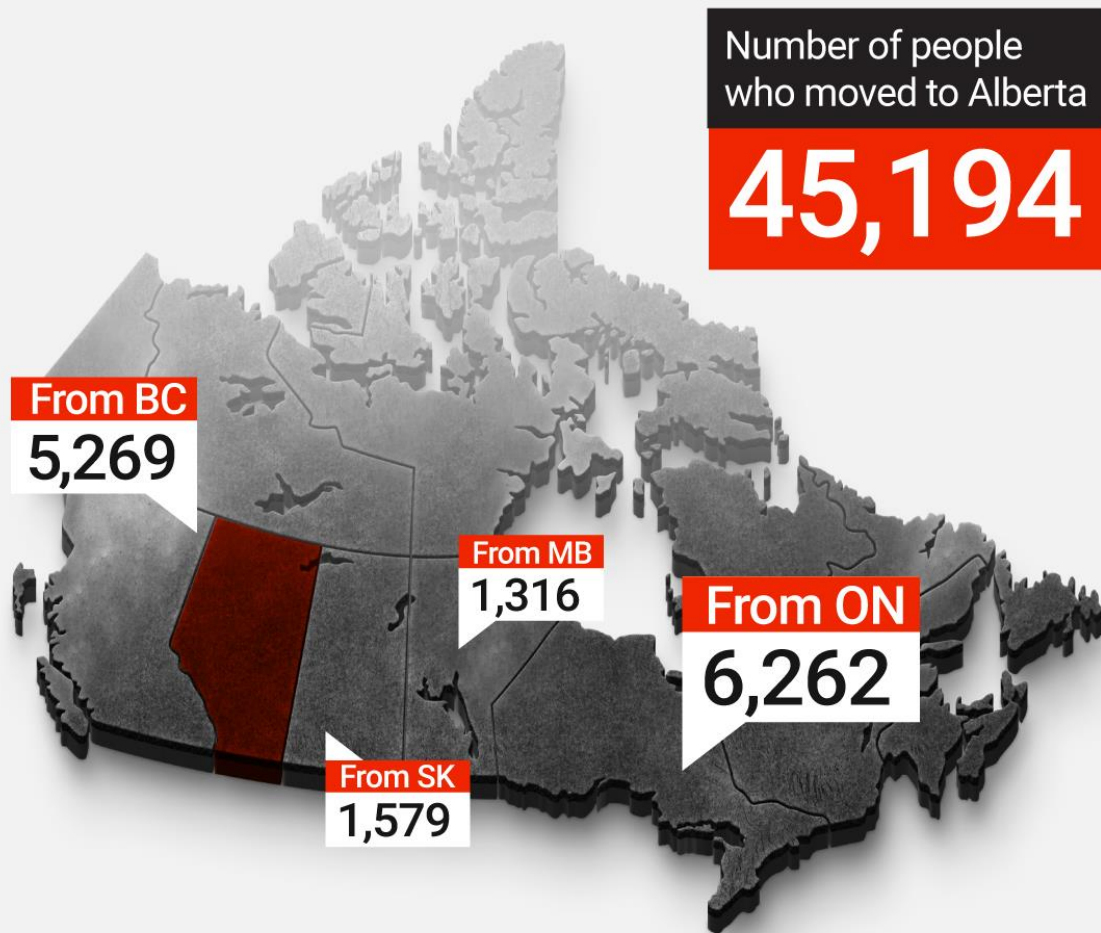 Number of people
who moved to Alberta
45,194
From BC
5,269
From MB
1,316
From ON
6,262
From SK
1,579